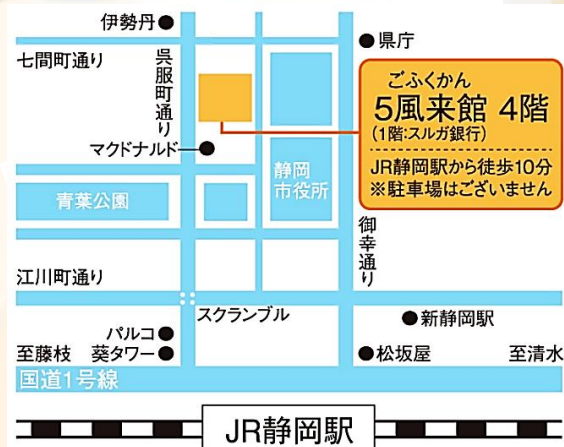 伊勢丹
県庁
七間町通り
呉服町通り
ごふくかん
5風来館 4階
(1階:スルガ銀行)
JR静岡駅から徒歩10分
※駐車場はございません
マクドナルド
静岡
市役所
青葉公園
御幸通り
江川町通り
スクランブル
新静岡駅
パルコ
至藤枝 葵タワー
松坂屋 至清水
国道1号線
JR静岡駅